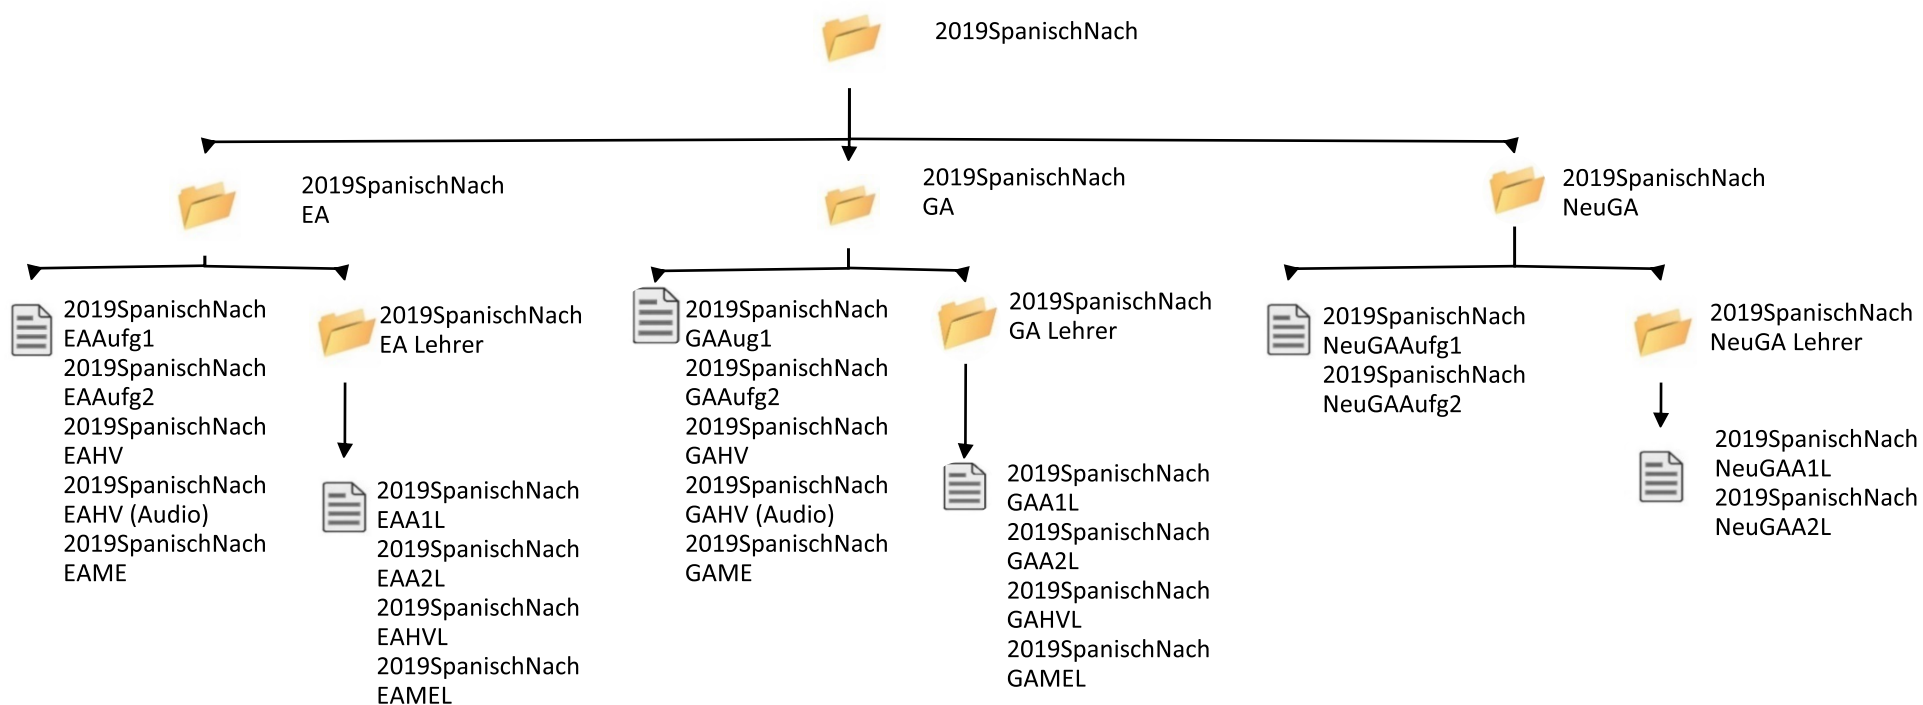 2019SpanischNach
2019SpanischNach
EA
2019SpanischNach
GA
2019SpanischNach
NeuGA
2019SpanischNach
EAAufg1
2019SpanischNach
EAAufg2
2019SpanischNach
EAHV
2019SpanischNach
EAHV (Audio)
2019SpanischNach
EAME
2019SpanischNach
EA Lehrer
2019SpanischNach
EAA1L
2019SpanischNach
EAA2L
2019SpanischNach
EAHVL
2019SpanischNach
EAMEL
2019SpanischNach
GAAug1
2019SpanischNach
GAAufg2
2019SpanischNach
GAHV
2019SpanischNach
GAHV (Audio)
2019SpanischNach
GAME
2019SpanischNach
GA Lehrer
2019SpanischNach
GAA1L
2019SpanischNach
GAA2L
2019SpanischNach
GAHVL
2019SpanischNach
GAMEL
2019SpanischNach
NeuGAAufg1
2019SpanischNach
NeuGAAufg2
2019SpanischNach
NeuGA Lehrer
2019SpanischNach
NeuGAA1L
2019SpanischNach
NeuGAA2L